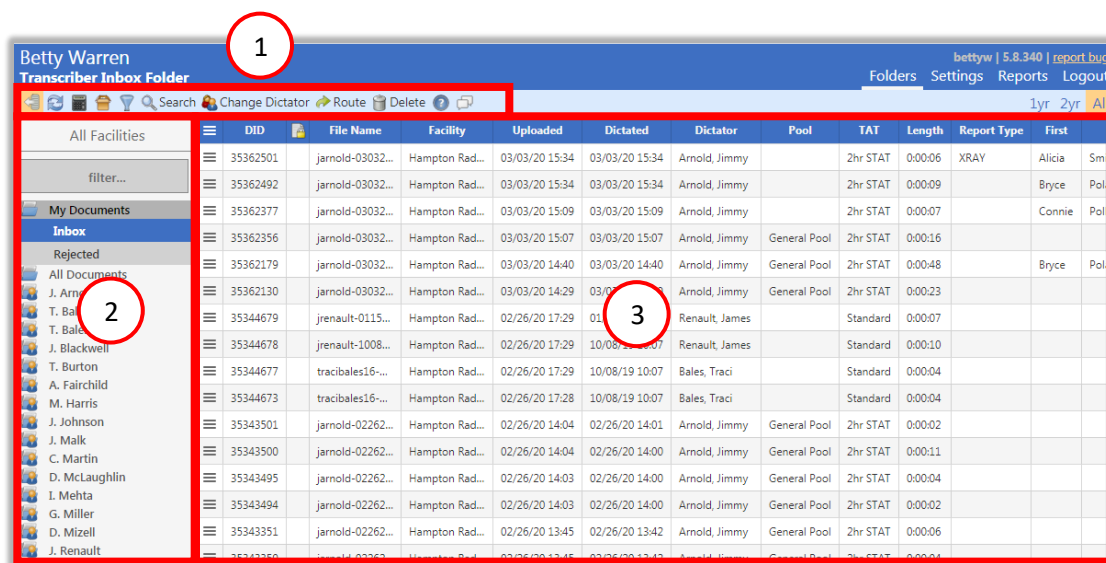 1
Betty Warren
bettyw | 5.8.340 | report bug
Transcriber Inbox Folder
Folders Settings Reports Logout
Search Change Dictator Route Delete ?
1yr 2yr All
All Facilities
filter...
My Documents
Inbox
Rejected
All Documents
J. Arno
T. Bal
T. Bales
J. Blackwell
T. Burton
A. Fairchild
M. Harris
J. Johnson
J. Malk
C. Martin
D. McLaughlin
I. Mehta
G. Miller
D. Mizell
J. Renault
2
DID File Name Facility Uploaded Dictated Dictator Pool TAT Length Report Type First
35362501 jarnold-03032... Hampton Rad... 03/03/20 15:34 03/03/20 15:34 Arnold, Jimmy 2hr STAT 0:00:06 XRAY Alicia Sm
35362492 jarnold-03032... Hampton Rad... 03/03/20 15:34 03/03/20 15:34 Arnold, Jimmy 2hr STAT 0:00:09 Bryce Pol
35362377 jarnold-03032... Hampton Rad... 03/03/20 15:09 03/03/20 15:09 Arnold, Jimmy 2hr STAT 0:00:07 Connie Pol
35362356 jarnold-03032... Hampton Rad... 03/03/20 15:07 03/03/20 15:07 Arnold, Jimmy General Pool 2hr STAT 0:00:16
35362179 jarnold-03032... Hampton Rad... 03/03/20 14:40 03/03/20 14:40 Arnold, Jimmy General Pool 2hr STAT 0:00:48 Bryce Pol
35362130 jarnold-03032... Hampton Rad... 03/03/20 14:29 03/0 Arnold, Jimmy General Pool 2hr STAT 0:00:23
35344679 jrenault-0115... Hampton Rad... 02/26/20 17:29 01 Renault, James Standard 0:00:07
3
35344678 jrenault-1008... Hampton Rad... 02/26/20 17:29 10/08/19 10:07 Renault, James Standard 0:00:10
35344677 tracibales16-... Hampton Rad... 02/26/20 17:29 10/08/19 10:07 Bales, Traci Standard 0:00:04
35344673 tracibales16-... Hampton Rad... 02/26/20 17:28 10/08/19 10:07 Bales, Traci Standard 0:00:04
35343501 jarnold-02262... Hampton Rad... 02/26/20 14:04 02/26/20 14:01 Arnold, Jimmy General Pool 2hr STAT 0:00:02
35343500 jarnold-02262... Hampton Rad... 02/26/20 14:04 02/26/20 14:00 Arnold, Jimmy General Pool 2hr STAT 0:00:11
35343495 jarnold-02262... Hampton Rad... 02/26/20 14:03 02/26/20 14:00 Arnold, Jimmy General Pool 2hr STAT 0:00:04
35343494 jarnold-02262... Hampton Rad... 02/26/20 14:03 02/26/20 14:00 Arnold, Jimmy General Pool 2hr STAT 0:00:02
35343351 jarnold-02262... Hampton Rad... 02/26/20 13:45 02/26/20 13:42 Arnold, Jimmy General Pool 2hr STAT 0:00:06